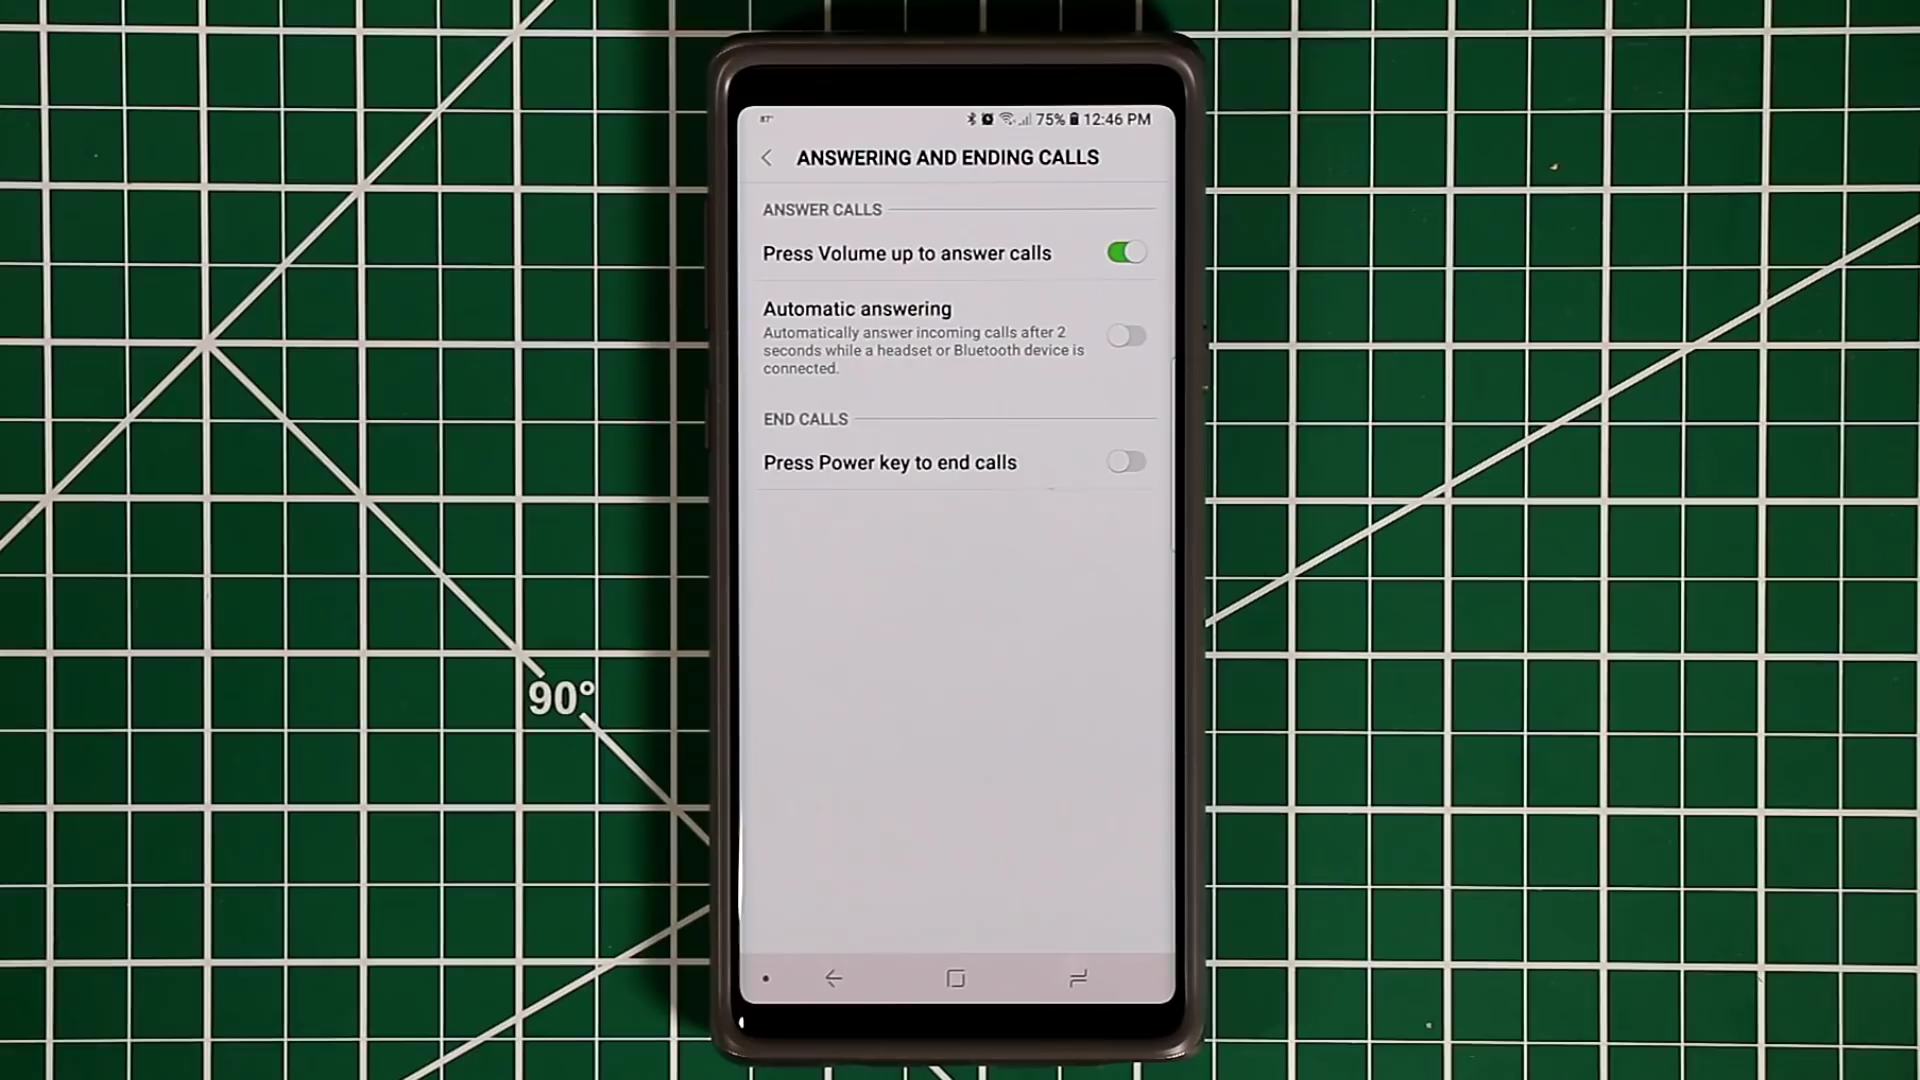 87°
75% 12:46 PM
ANSWERING AND ENDING CALLS
ANSWER CALLS
Press Volume up to answer calls
Automatic answering
Automatically answer incoming calls after 2
seconds while a headset or Bluetooth device is
connected.
END CALLS
Press Power key to end calls
90°